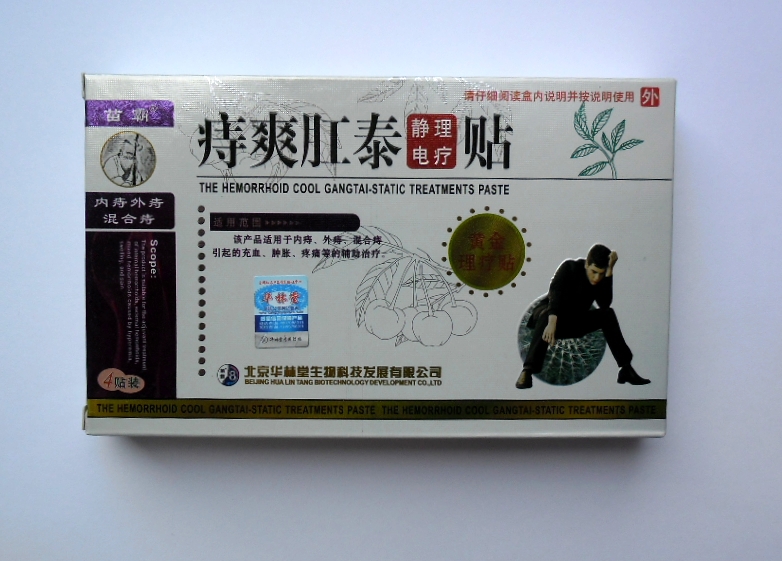 请仔细阅读盒内说明并按说明使用 外
苗霸
痔爽肛泰 静电理疗 贴
THE HEMORRHOID COOL GANGTAI-STATIC TREATMENTS PASTE
内痔外痔
混合痔
适用范围
该产品适用于内痔、外痔、混合痔
引起的充血、肿胀、疼痛等的辅助治疗
黄金
理疗贴
Scope:
华林堂
4贴装
北京华林堂生物科技发展有限公司
BEIJING HUA LIN TANG BIOTECHNOLOGY DEVELOPMENT CO.,LTD
THE HEMORRHOID COOL GANGTAI-STATIC TREATMENTS PASTE THE HEMORRHOID COOL GANGTAI-STATIC TREATMENTS PASTE